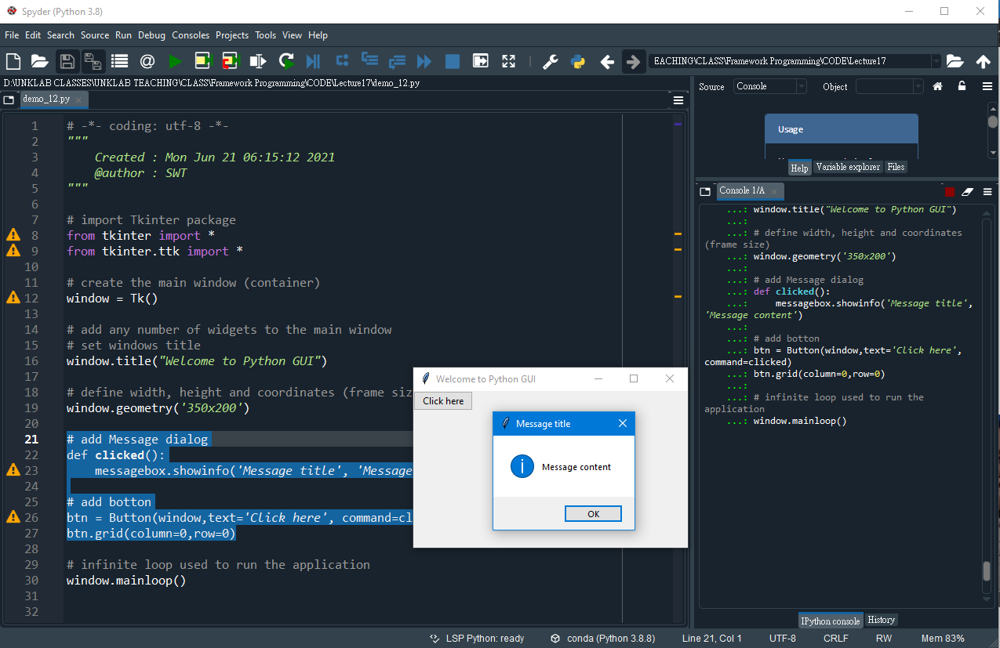 Spyder (Python 3.8)
File Edit Search Source Run Debug Consoles Projects Tools View Help
EACHING\CLASS\Framework Programming\CODE\Lecture17
D:\UNKLAB CLASSES\UNKLAB TEACHING\CLASS\Framework Programming\CODE\Lecture17\demo_12.py
demo_12.py
1 # -*- coding: utf-8 -*-
2 """
3 Created : Mon Jun 21 06:15:12 2021
4 @author : SWT
5 """
6
7 # import Tkinter package
8 from tkinter import *
9 from tkinter.ttk import *
10
11 # create the main window (container)
12 window = Tk()
13
14 # add any number of widgets to the main window
15 # set windows title
16 window.title("Welcome to Python GUI")
17
18 # define width, height and coordinates (frame siz
19 window.geometry('350x200')
20
21 # add Message dialog
22 def clicked():
23 messagebox.showinfo('Message title', 'Message
24
25 # add botton
26 btn = Button(window,text='Click here', command=cl
27 btn.grid(column=0,row=0)
28
29 # infinite loop used to run the application
30 window.mainloop()
31
32
Welcome to Python GUI
Click here
Message title
i
Message content
OK
Source Console Object
Usage
Help Variable explorer Files
Console 1/A
...: window.title("Welcome to Python GUI")
...:
...: # define width, height and coordinates
(frame size)
...: window.geometry('350x200')
...:
...: # add Message dialog
...: def clicked():
...: messagebox.showinfo('Message title',
'Message content')
...:
...: # add botton
...: btn = Button(window,text='Click here',
command=clicked)
...: btn.grid(column=0,row=0)
...:
...: # infinite loop used to run the
application
...: window.mainloop()
IPython console History
LSP Python: ready conda (Python 3.8.8) Line 21, Col 1 UTF-8 CRLF RW Mem 83%